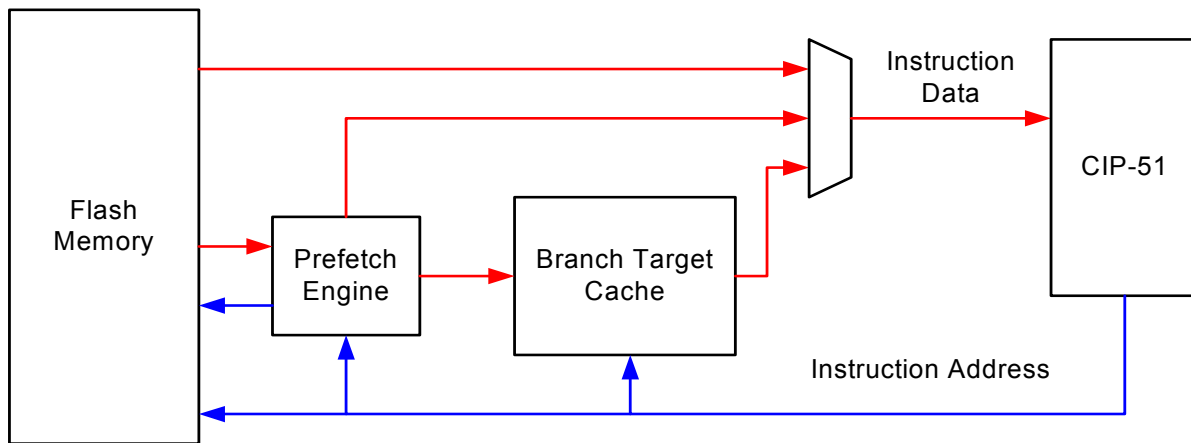 Flash
Memory
Prefetch
Engine
Branch Target
Cache
Instruction
Data
CIP-51
Instruction Address